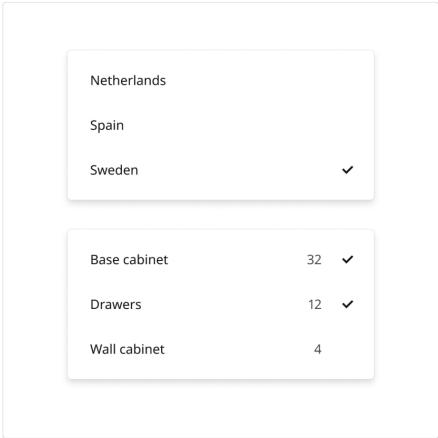 Netherlands
Spain
Sweden
Base cabinet 32
Drawers 12
Wall cabinet 4